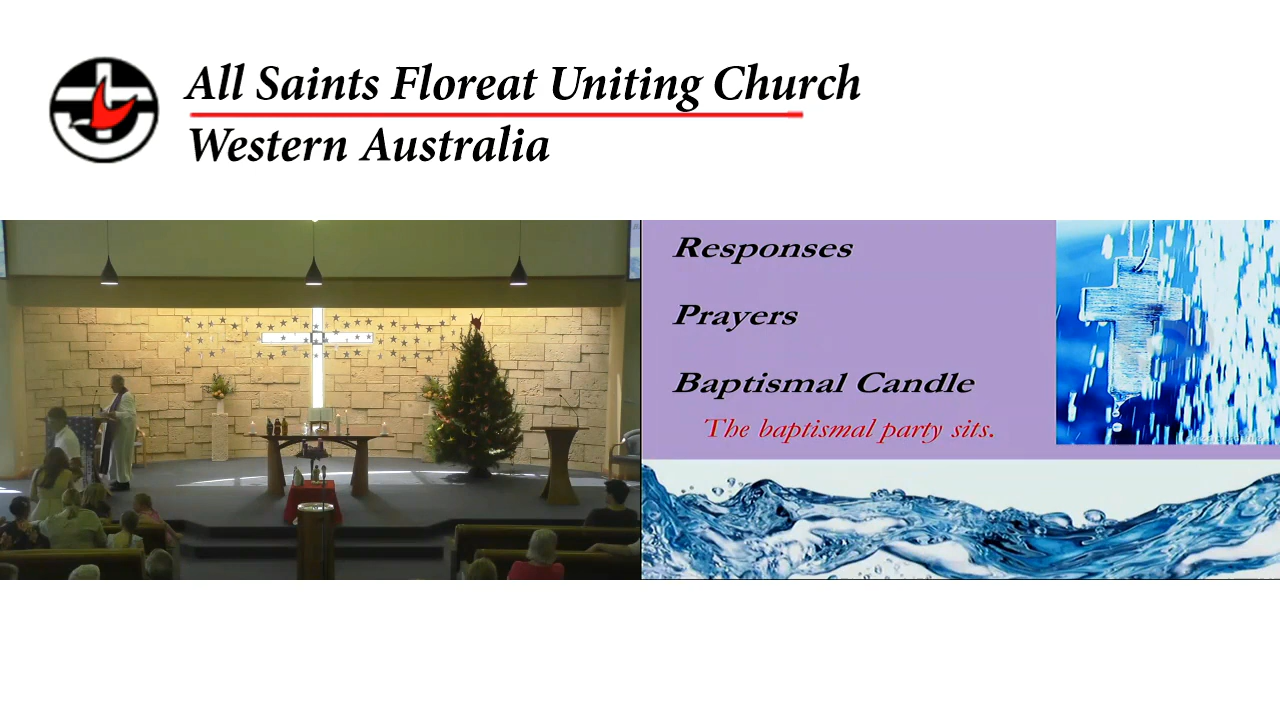 All Saints Floreat Uniting Church
Western Australia
Responses
Prayers
Baptismal Candle
The baptismal party sits.